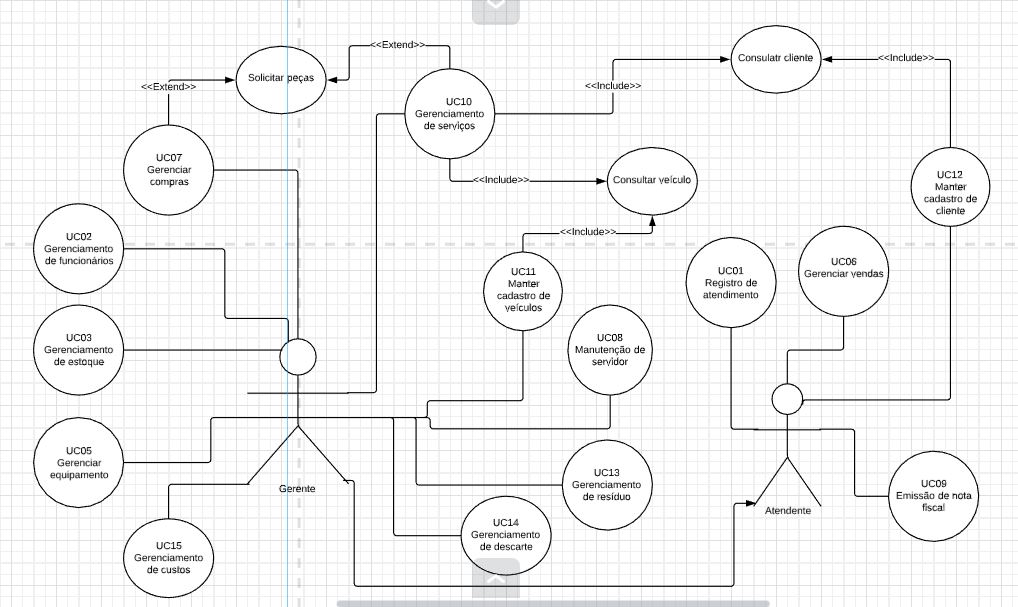 <<Extend>>
Solicitar peças
<<Extend>>
UC10
Gerenciamento
de serviços
<<Include>>
Consulatr cliente
<<Include>>
UC07
Gerenciar
compras
<<Include>>
Consultar veículo
UC12
Manter
cadastro de
cliente
UC02
Gerenciamento
de funcionários
<<Include>>
UC11
Manter
cadastro de
veículos
UC01
Registro de
atendimento
UC06
Gerenciar vendas
UC03
Gerenciamento
de estoque
UC08
Manutenção de
servidor
UC05
Gerenciar
equipamento
Gerente
UC13
Gerenciamento
de resíduo
Atendente
UC09
Emissão de nota
fiscal
UC14
Gerenciamento
de descarte
UC15
Gerenciamento
de custos